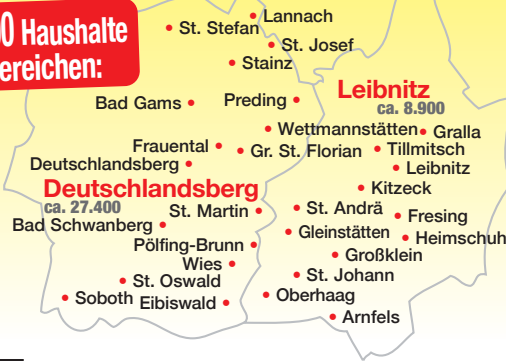 00 Haushalte
ereichen:
Lannach
St. Stefan
St. Josef
Stainz
Leibnitz
ca. 8.900
Bad Gams
Preding
Wettmannstätten
Gralla
Frauental
Gr. St. Florian
Tillmitsch
Deutschlandsberg
Leibnitz
Deutschlandsberg
ca. 27.400
Kitzeck
St. Martin
St. Andrä
Fresing
Bad Schwanberg
Gleinstätten
Heimschuh
Pölfing-Brunn
Großklein
Wies
St. Johann
St. Oswald
Oberhaag
Soboth
Eibiswald
Arnfels